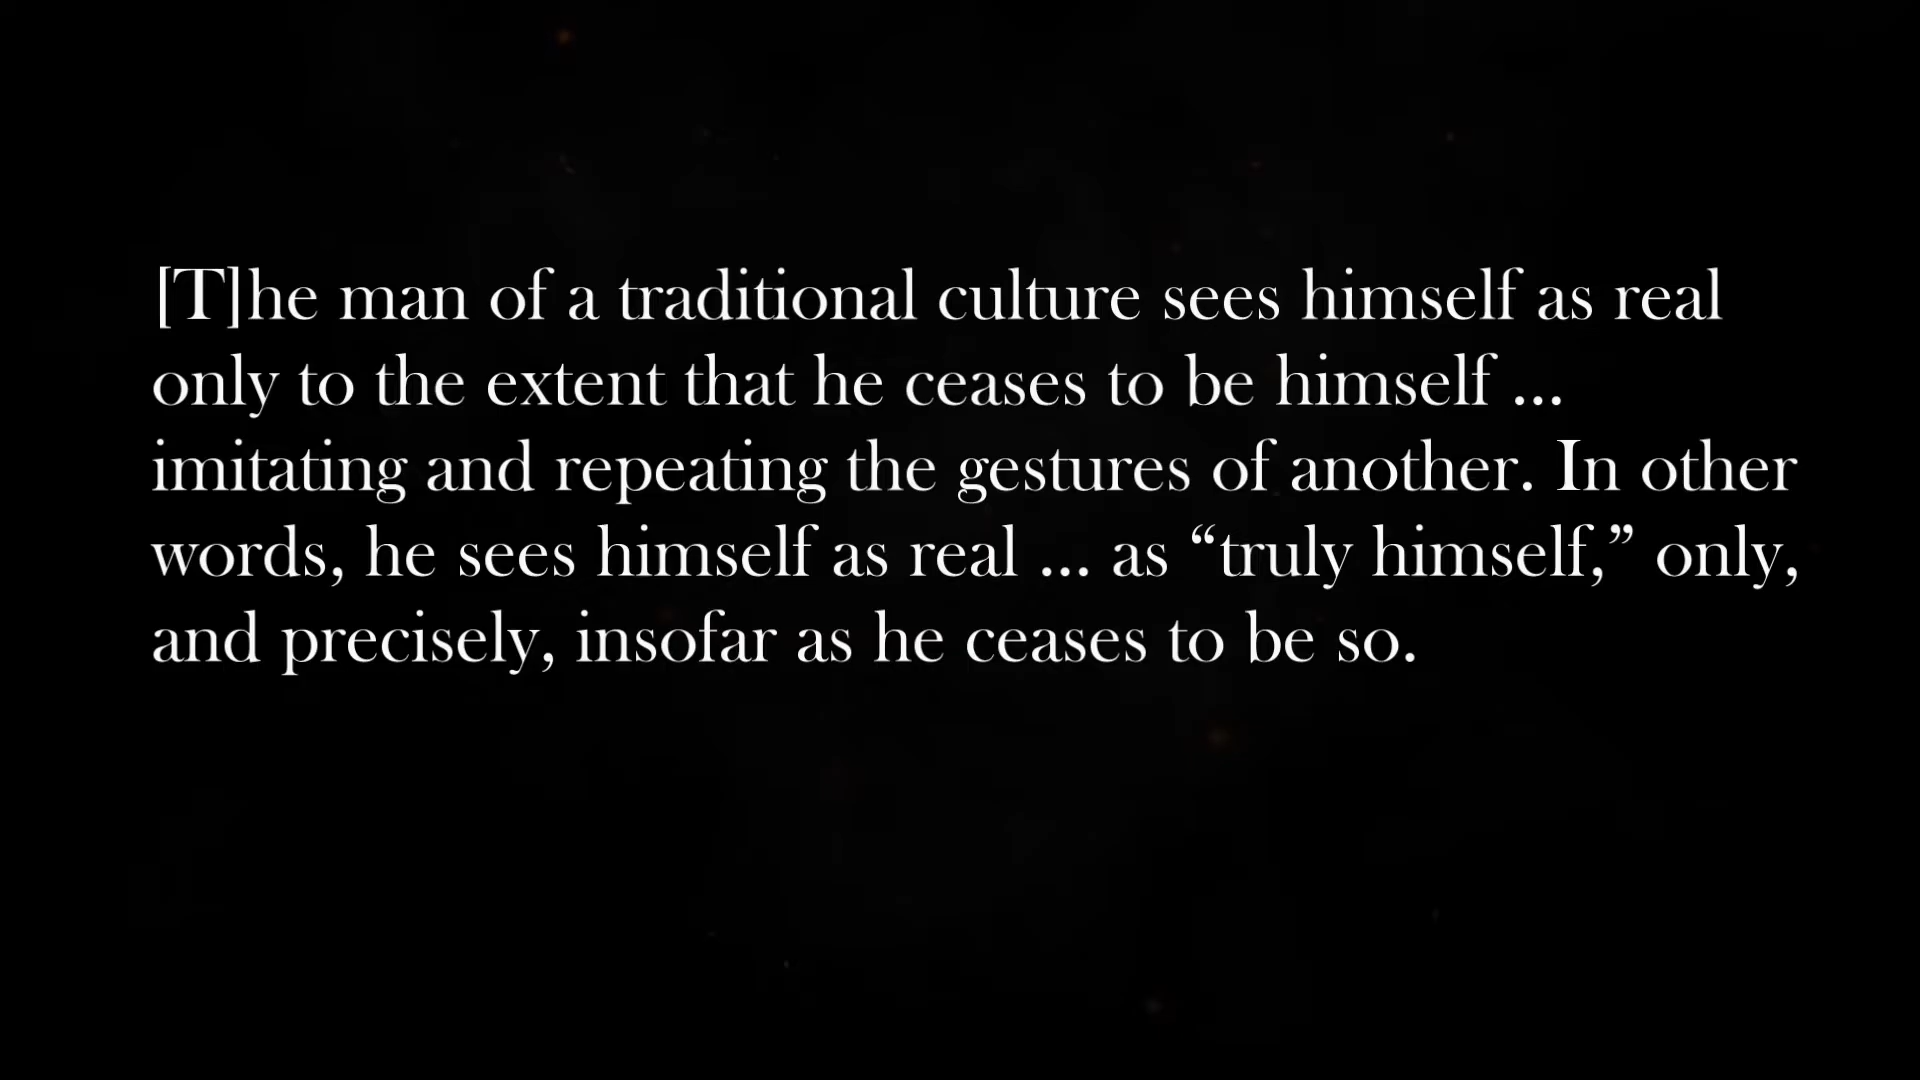 [T]he man of a traditional culture sees himself as real
only to the extent that he ceases to be himself ...
imitating and repeating the gestures of another. In other
words, he sees himself as real ... as “truly himself,” only,
and precisely, insofar as he ceases to be so.